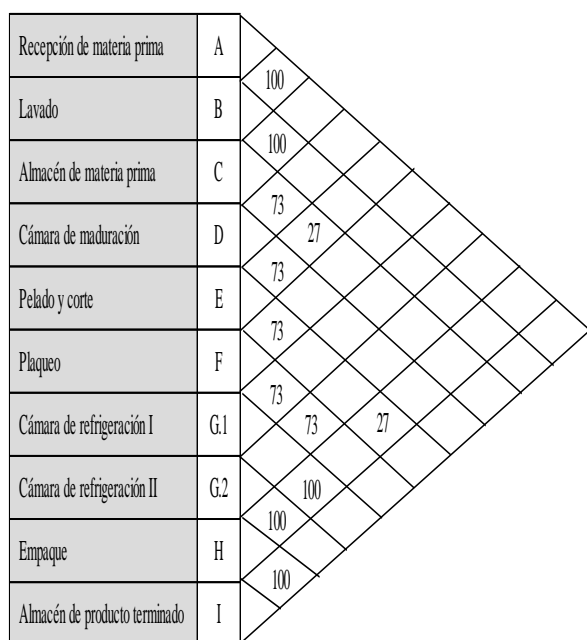 Recepción de materia prima A
100
Lavado B
100
Almacén de materia prima C
73
Cámara de maduración D 27
73
Pelado y corte E
73
Plaqueo F
73
Cámara de refrigeración I G.1 73 27
Cámara de refrigeración II G.2 100
100
Empaque H
100
Almacén de producto terminado I